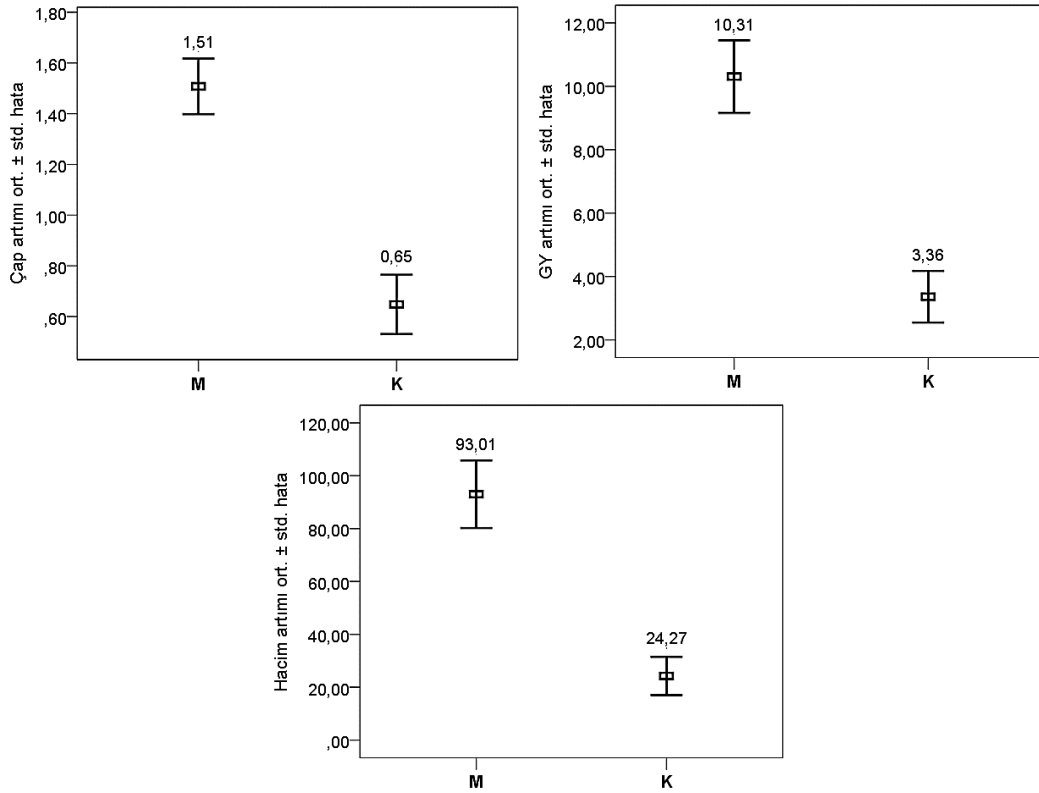 Çap artımı ort. ± std. hata
1,80
1,60
1,40
1,20
1,00
,80
,60
1,51
0,65
M
K
GY artımı ort. ± std. hata
12,00
10,00
8,00
6,00
4,00
2,00
10,31
3,36
M
K
Hacim artımı ort. ± std. hata
120,00
100,00
80,00
60,00
40,00
20,00
,00
93,01
24,27
M
K